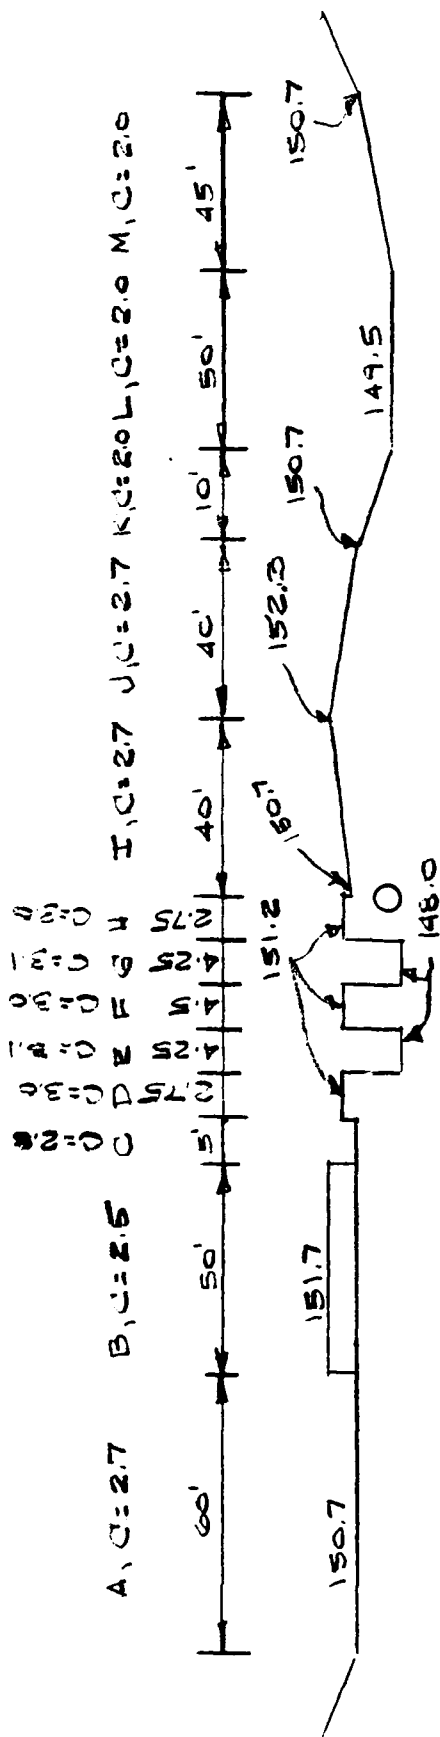 A, C=2.7 B, C=2.5 C D E F G H I, C=2.7 J, C=2.7 K, C=2.0 L, C=2.0 M, C=2.0
C=2.8 C=3.0 C=3.1 C=3.0 C=3.1 C=3.0
60' 50' 5' 2.75 4.25 4.5 4.25 2.75 40' 40' 10' 50' 45'
151.2 150.7 152.3 150.7 150.7
150.7 151.7 149.5
148.0